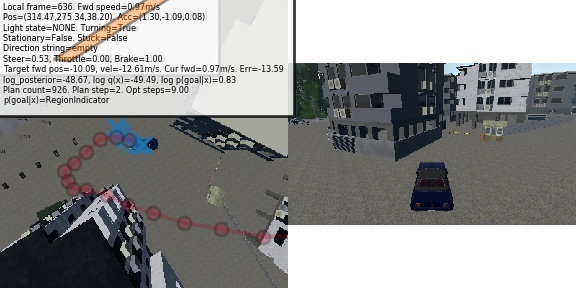 Local frame=636. Fwd speed=0.97m/s
Pos=(314.47,275.34,38.20), Acc=(1.30,-1.09,0.08)
Light state=NONE. Turning=True
Stationary=False. Stuck=False
Direction string=empty
Steer=0.53, Throttle=0.00, Brake=1.00
Target fwd pos=-10.09, vel=-12.61m/s. Cur fwd=0.97m/s. Err=-13.59
log_posterior=-48.67, log q(x)=-49.49, log p(goal|x)=0.83
Plan count=926. Plan step=2. Opt steps=9.00
p(goal|x)=RegionIndicator